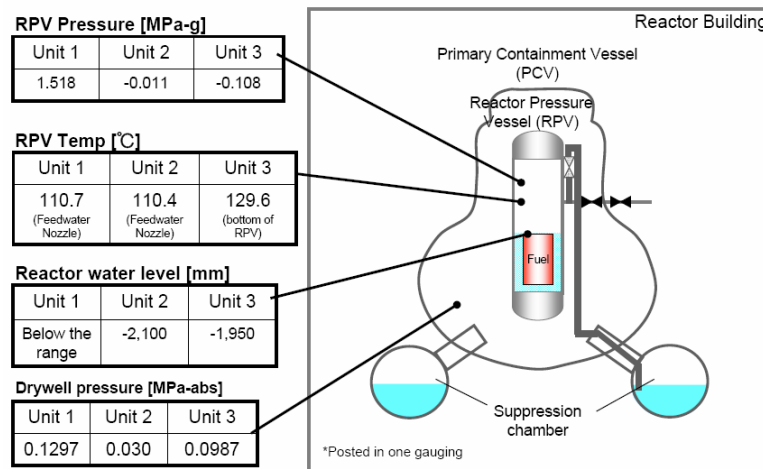 RPV Pressure [MPa-g]
Unit 1 Unit 2 Unit 3
1.518 -0.011 -0.108
RPV Temp [℃]
Unit 1 Unit 2 Unit 3
110.7 110.4 129.6
(Feedwater (Feedwater (bottom of
Nozzle) Nozzle) RPV)
Reactor water level [mm]
Unit 1 Unit 2 Unit 3
Below the -2,100 -1,950
range
Drywell pressure [MPa-abs]
Unit 1 Unit 2 Unit 3
0.1297 0.030 0.0987
Reactor Building
Primary Containment Vessel
(PCV)
Reactor Pressure
Vessel (RPV)
Fuel
Suppression
chamber
*Posted in one gauging